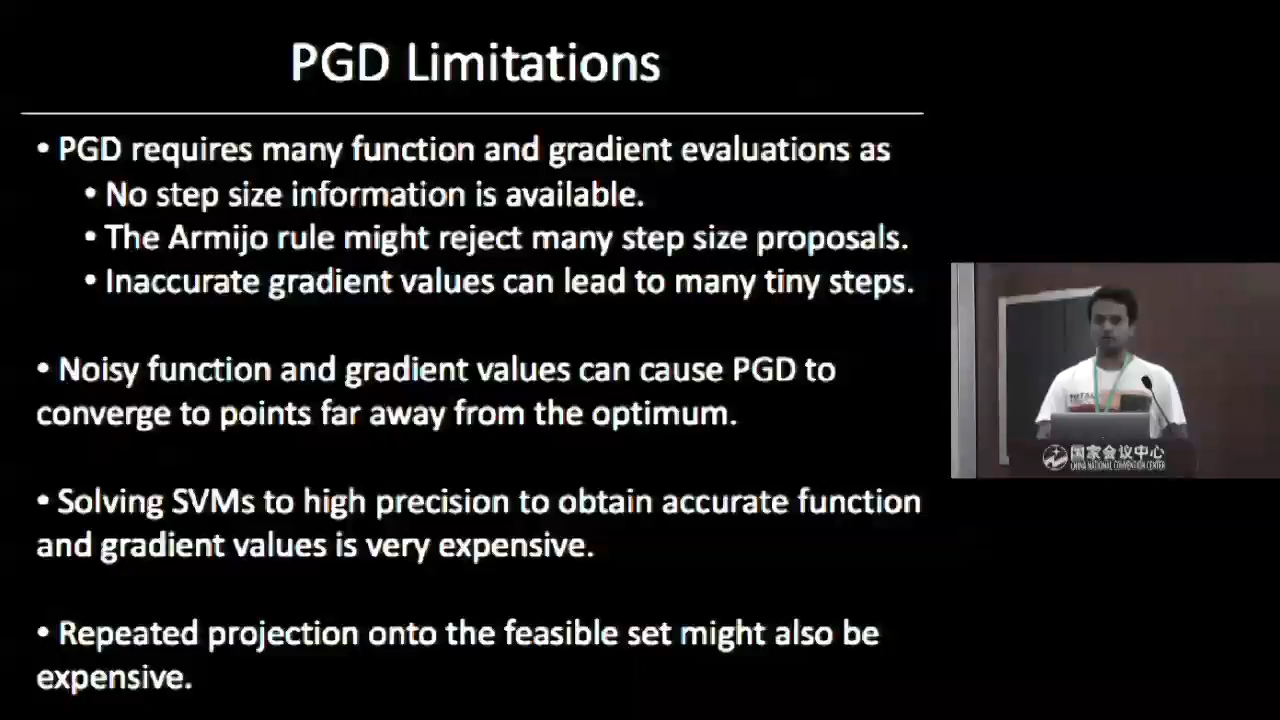 PGD Limitations
• PGD requires many function and gradient evaluations as
• No step size information is available.
• The Armijo rule might reject many step size proposals.
• Inaccurate gradient values can lead to many tiny steps.
• Noisy function and gradient values can cause PGD to
converge to points far away from the optimum.
• Solving SVMs to high precision to obtain accurate function
and gradient values is very expensive.
• Repeated projection onto the feasible set might also be
expensive.
国家会议中心
CHINA NATIONAL CONVENTION CENTER